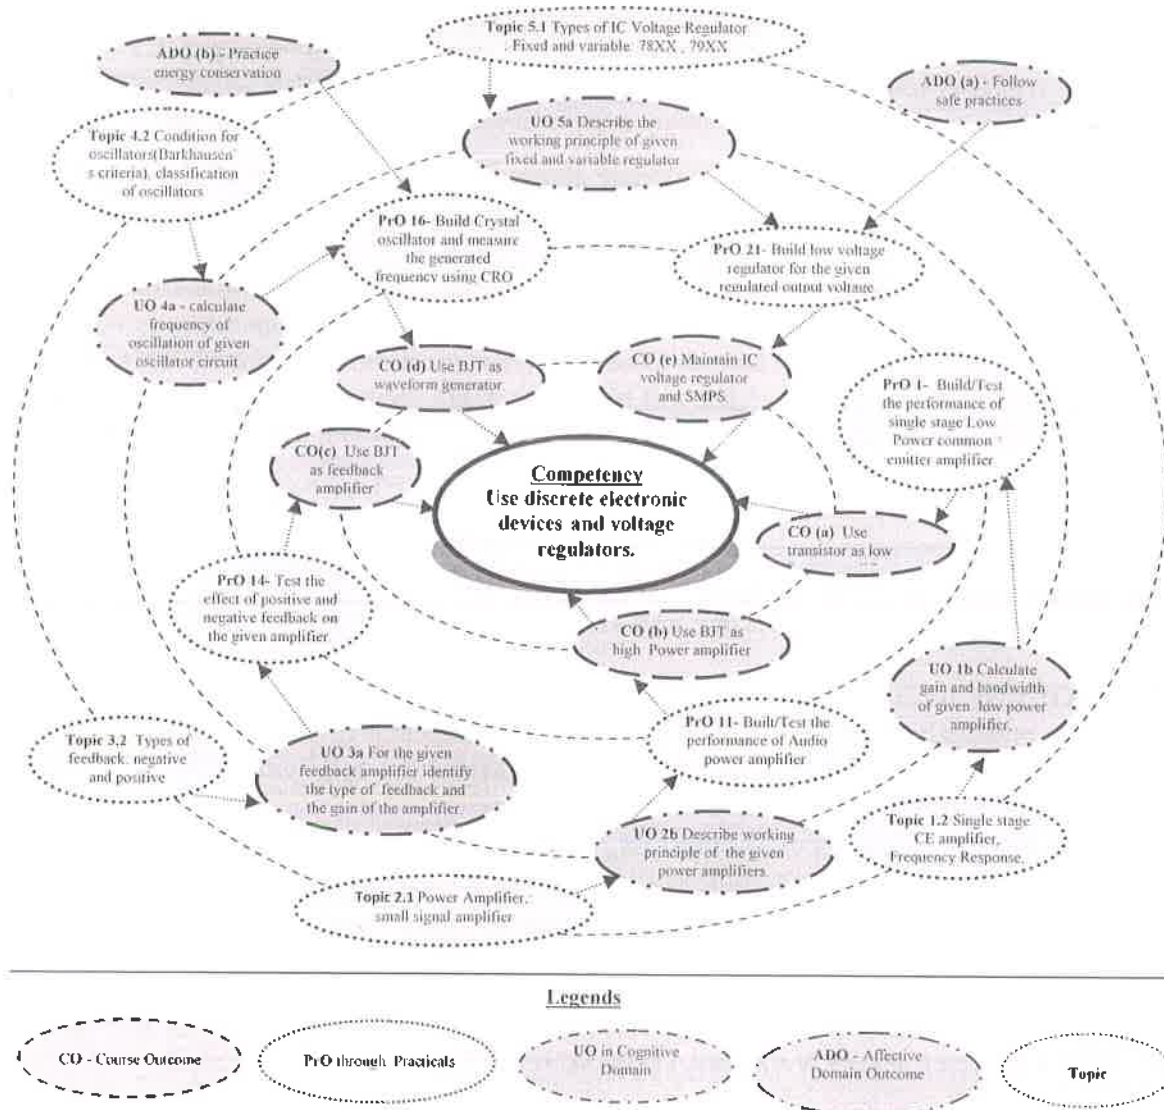 Topic 5.1 Types of IC Voltage Regulator
Fixed and variable 78XX , 79XX
ADO (b) - Practice
energy conservation
ADO (a) - Follow
safe practices
Topic 4.2 Condition for
oscillators(Barkhausen'
s criteria), classification
of oscillators
UO 5a Describe the
working principle of given
fixed and variable regulator
PrO 16- Build Crystal
oscillator and measure
the generated
frequency using CRO
PrO 21- Build low voltage
regulator for the given
regulated output voltage
UO 4a - calculate
frequency of
oscillation of given
oscillator circuit
CO (d) Use BJT as
waveform generator
CO (e) Maintain IC
voltage regulator
and SMPS
PrO 1- Build/Test
the performance of
single stage Low
Power common
emitter amplifier
CO(c) Use BJT
as feedback
amplifier
Competency
Use discrete electronic
devices and voltage
regulators.
CO (a) Use
transistor as low
PrO 14- Test the
effect of positive and
negative feedback on
the given amplifier
CO (b) Use BJT as
high Power amplifier
UO 1b Calculate
gain and bandwidth
of given low power
amplifier.
PrO 11- Built/Test the
performance of Audio
power amplifier
Topic 3.2 Types of
feedback. negative
and positive
UO 3a For the given
feedback amplifier identify
the type of feedback and
the gain of the amplifier.
UO 2b Describe working
principle of the given
power amplifiers.
Topic 1.2 Single stage
CE amplifier,
Frequency Response.
Topic 2.1 Power Amplifier,
small signal amplifier
Legends
CO - Course Outcome
PrO through Practicals
UO in Cognitive
Domain
ADO - Affective
Domain Outcome
Topic